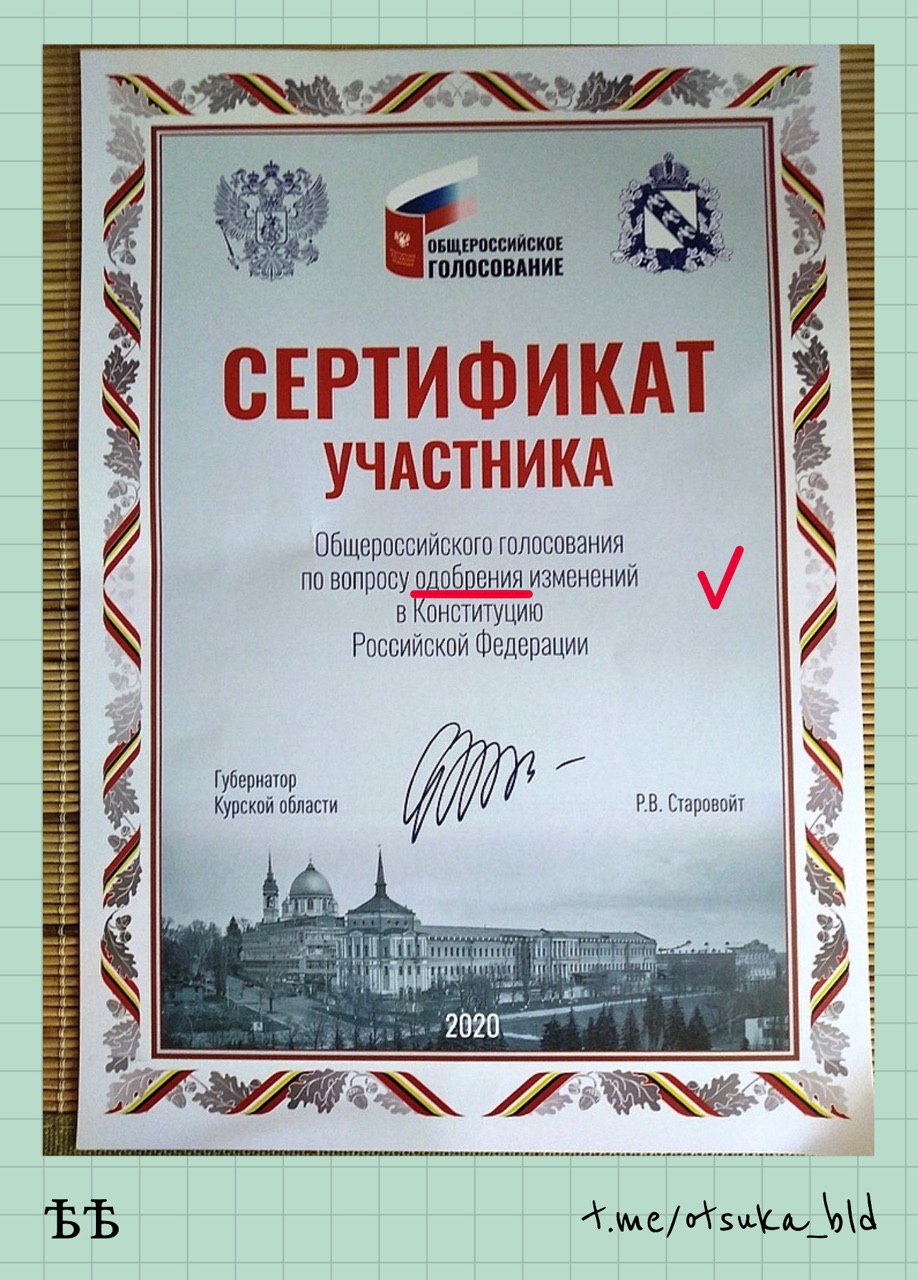 ОБЩЕРОССИЙСКОЕ
ГОЛОСОВАНИЕ
СЕРТИФИКАТ
УЧАСТНИКА
Общероссийского голосования
по вопросу одобрения изменений
в Конституцию
Российской Федерации
Губернатор
Курской области
Р.В. Старовойт
2020
ѢѢ
t.me/otsuka_bld